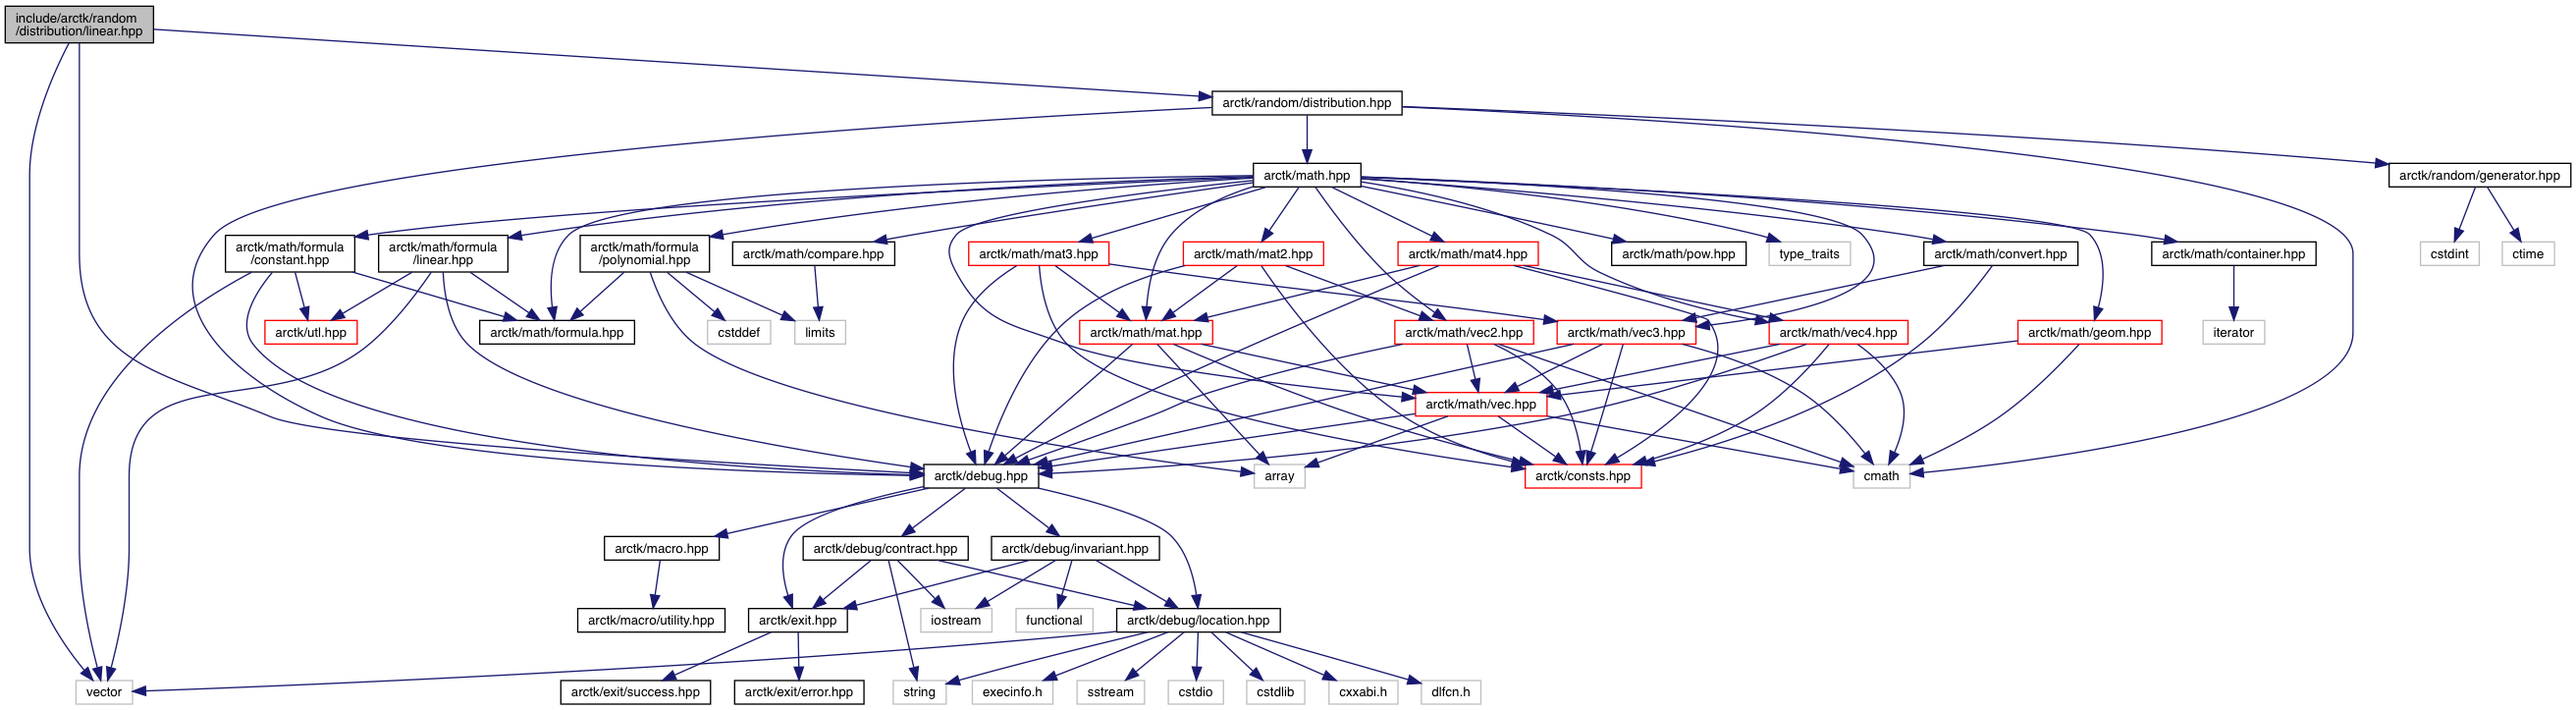 include/arctk/random
/distribution/linear.hpp
arctk/random/distribution.hpp
arctk/math.hpp
arctk/random/generator.hpp
arctk/math/formula
/constant.hpp
arctk/math/formula
/linear.hpp
arctk/math/formula
/polynomial.hpp
arctk/math/compare.hpp
arctk/math/mat3.hpp
arctk/math/mat2.hpp
arctk/math/mat4.hpp
arctk/math/pow.hpp
type_traits
arctk/math/convert.hpp
arctk/math/container.hpp
cstdint
ctime
arctk/utl.hpp
arctk/math/formula.hpp
cstddef
limits
arctk/math/mat.hpp
arctk/math/vec2.hpp
arctk/math/vec3.hpp
arctk/math/vec4.hpp
arctk/math/geom.hpp
iterator
arctk/math/vec.hpp
arctk/debug.hpp
array
arctk/consts.hpp
cmath
arctk/macro.hpp
arctk/debug/contract.hpp
arctk/debug/invariant.hpp
arctk/macro/utility.hpp
arctk/exit.hpp
iostream
functional
arctk/debug/location.hpp
vector
arctk/exit/success.hpp
arctk/exit/error.hpp
string
execinfo.h
sstream
cstdio
cstdlib
cxxabi.h
dlfcn.h